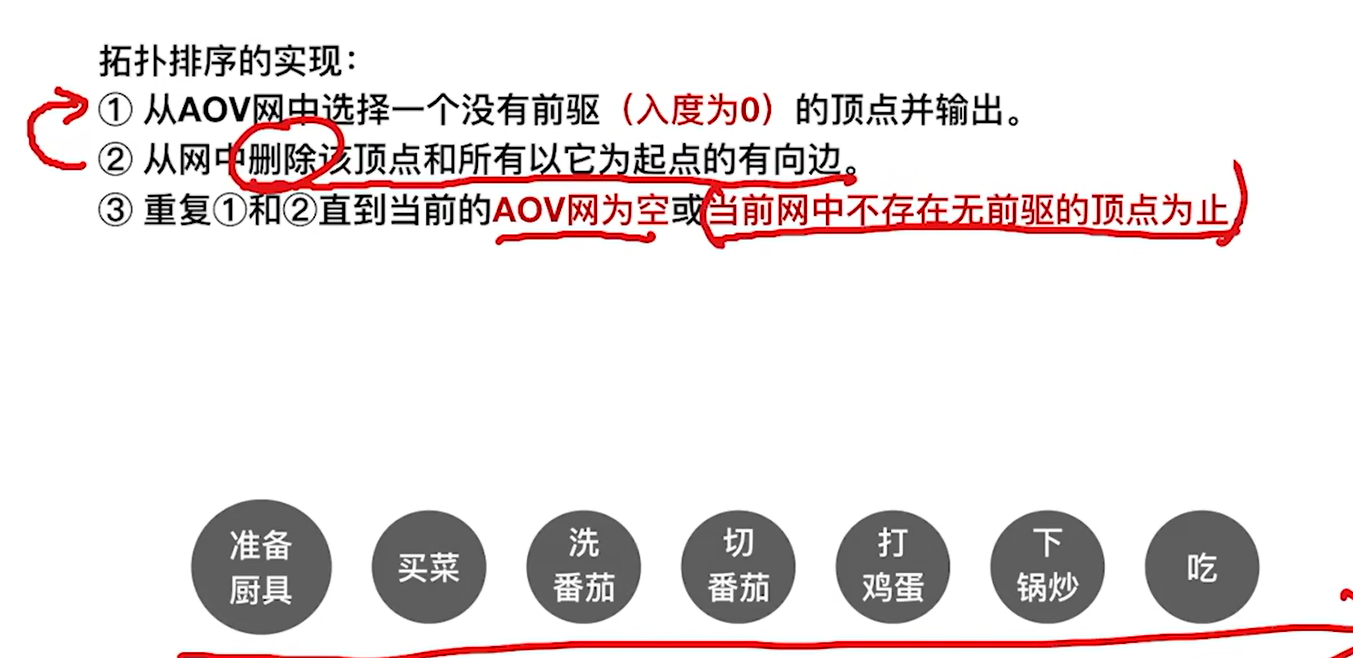 拓扑排序的实现：
① 从AOV网中选择一个没有前驱（入度为0）的顶点并输出。
② 从网中删除该顶点和所有以它为起点的有向边。
③ 重复①和②直到当前的AOV网为空或当前网中不存在无前驱的顶点为止。
准备
厨具
买菜
洗
番茄
切
番茄
打
鸡蛋
下
锅炒
吃